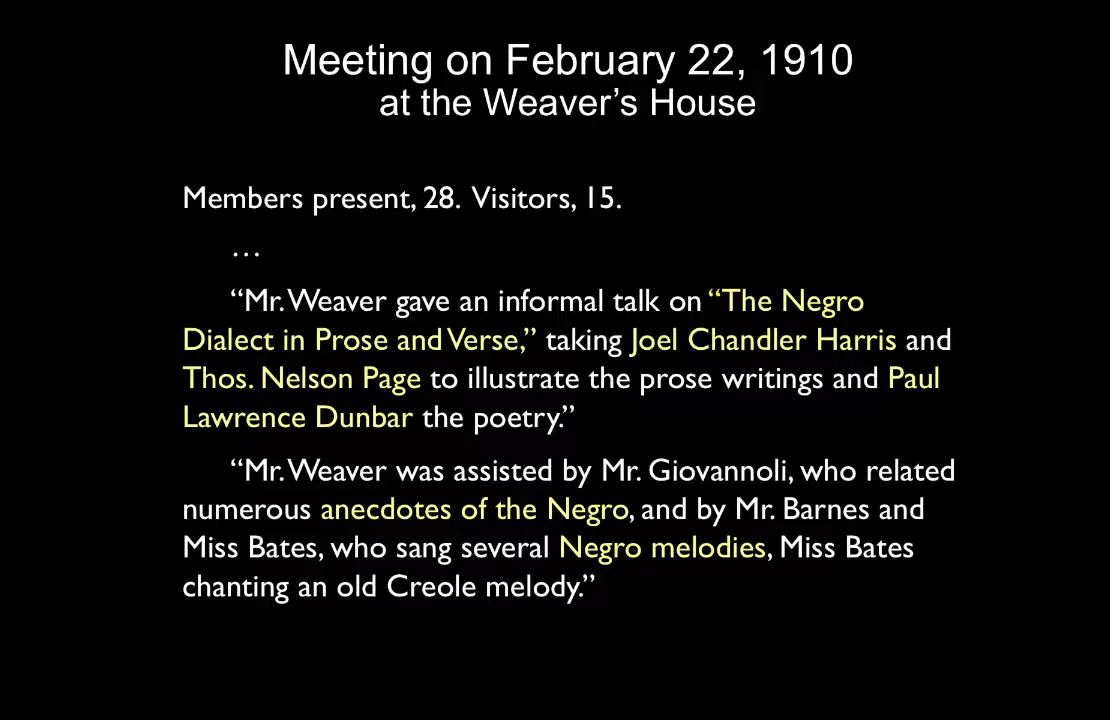 Meeting on February 22, 1910
at the Weaver’s House
Members present, 28. Visitors, 15.
…
“Mr. Weaver gave an informal talk on “The Negro
Dialect in Prose and Verse,” taking Joel Chandler Harris and
Thos. Nelson Page to illustrate the prose writings and Paul
Lawrence Dunbar the poetry.”
“Mr. Weaver was assisted by Mr. Giovannoli, who related
numerous anecdotes of the Negro, and by Mr. Barnes and
Miss Bates, who sang several Negro melodies, Miss Bates
chanting an old Creole melody.”